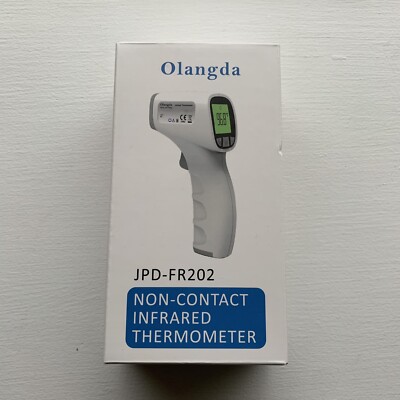 Olangda
JPD-FR202
NON-CONTACT
INFRARED
THERMOMETER